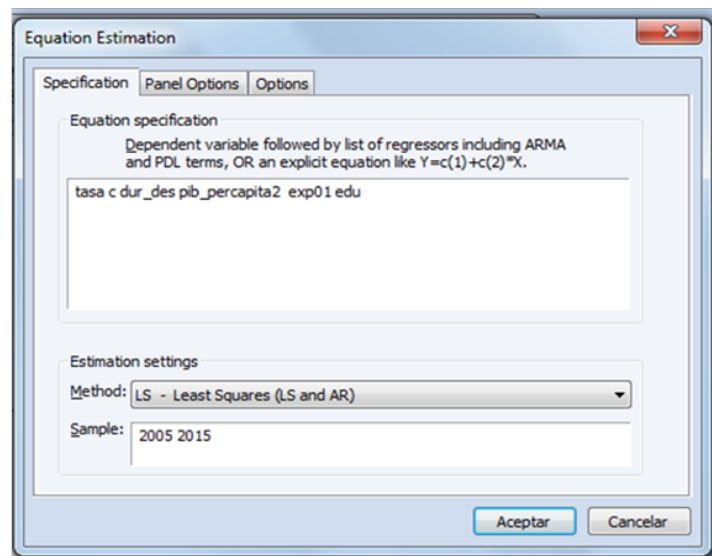 Equation Estimation
Specification Panel Options Options
Equation specification
Dependent variable followed by list of regressors including ARMA
and PDL terms, OR an explicit equation like Y=c(1)+c(2)*X.
tasa c dur_des pib_percapita2 exp01 edu
Estimation settings
Method: LS - Least Squares (LS and AR)
Sample: 2005 2015
Aceptar Cancelar